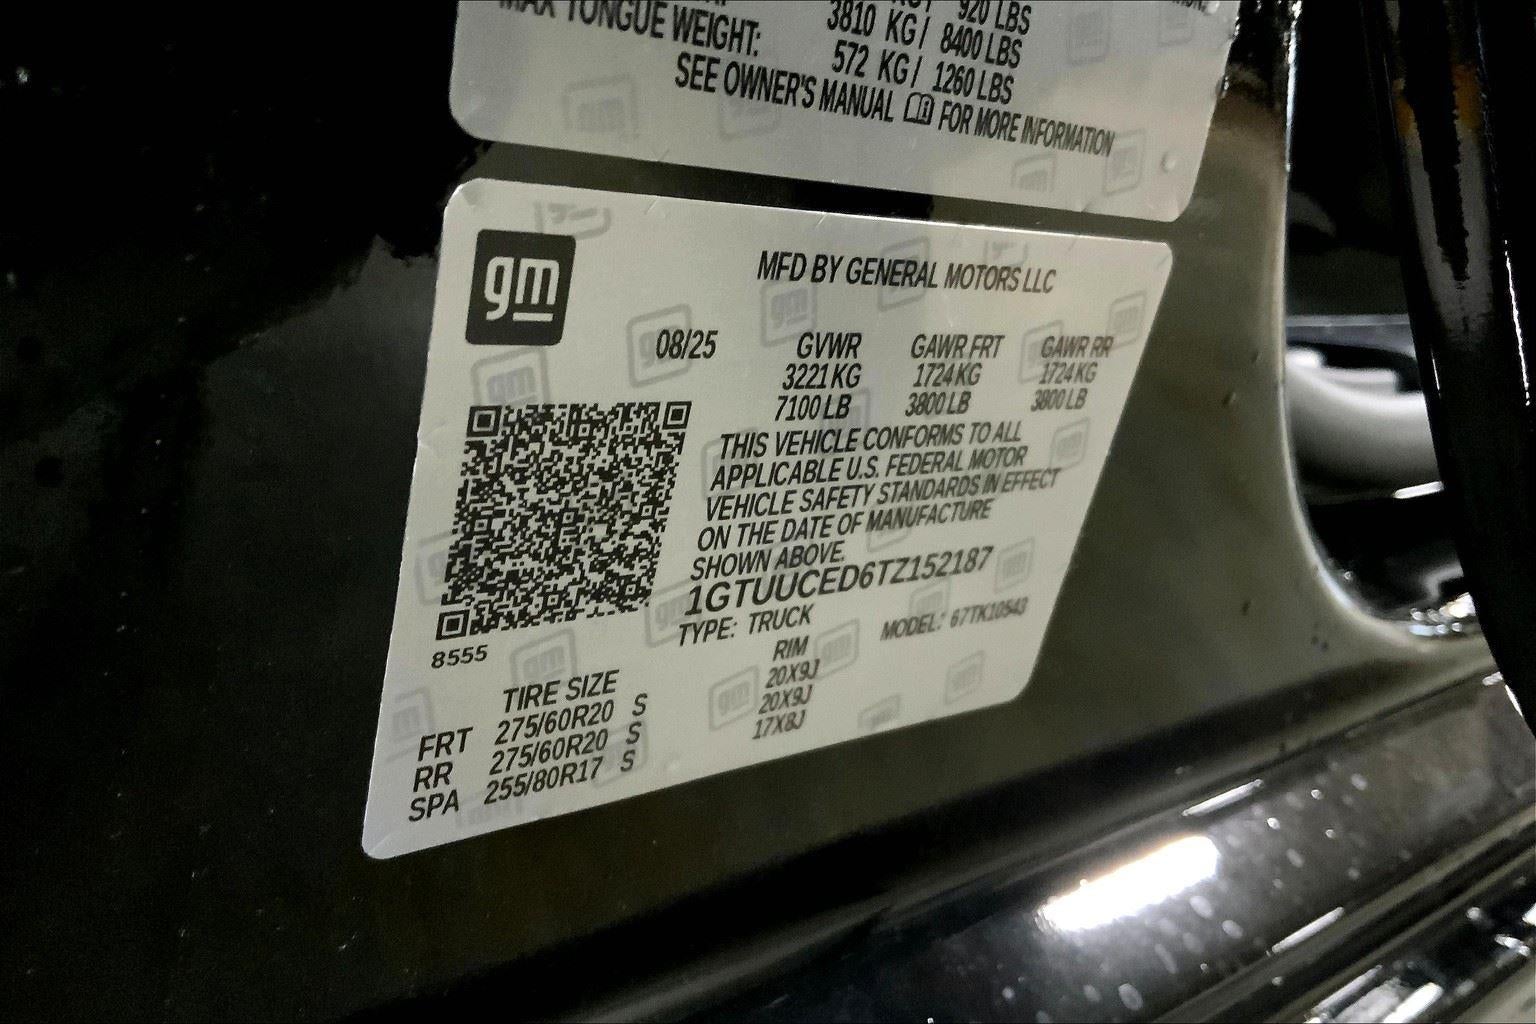 920 LBS
3810 KG / 8400 LBS
MAX TONGUE WEIGHT: 572 KG / 1260 LBS
SEE OWNER'S MANUAL FOR MORE INFORMATION
gm
MFD BY GENERAL MOTORS LLC
08/25 GVWR GAWR FRT GAWR RR
3221 KG 1724 KG 1724 KG
7100 LB 3800 LB 3800 LB
THIS VEHICLE CONFORMS TO ALL
APPLICABLE U.S. FEDERAL MOTOR
VEHICLE SAFETY STANDARDS IN EFFECT
ON THE DATE OF MANUFACTURE
SHOWN ABOVE.
1GTUUCED6TZ152187
TYPE: TRUCK MODEL: 67TK10543
8555
TIRE SIZE RIM
FRT 275/60R20 S 20X9J
RR 275/60R20 S 20X9J
SPA 255/80R17 S 17X8J